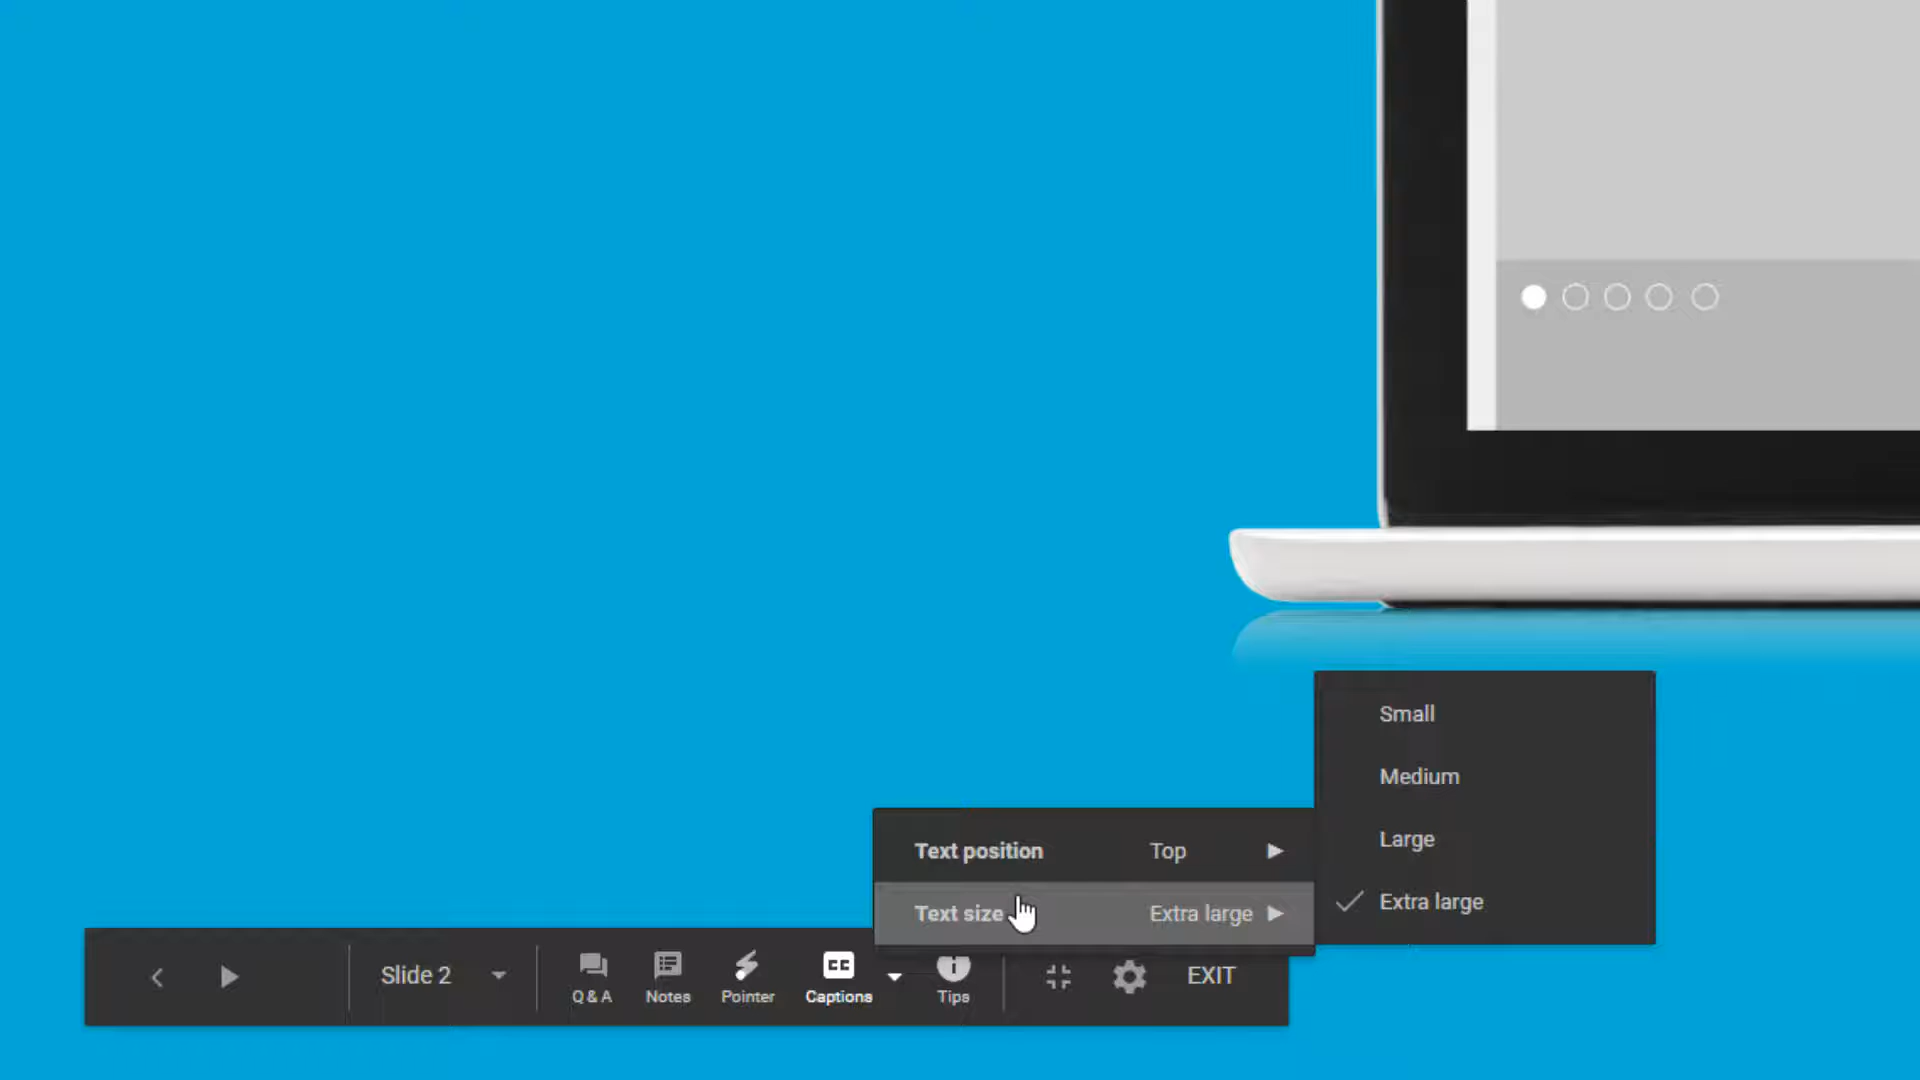 Small
Medium
Large
Extra large
Text position Top
Text size Extra large
Slide 2
Q & A Notes Pointer Captions Tips
EXIT